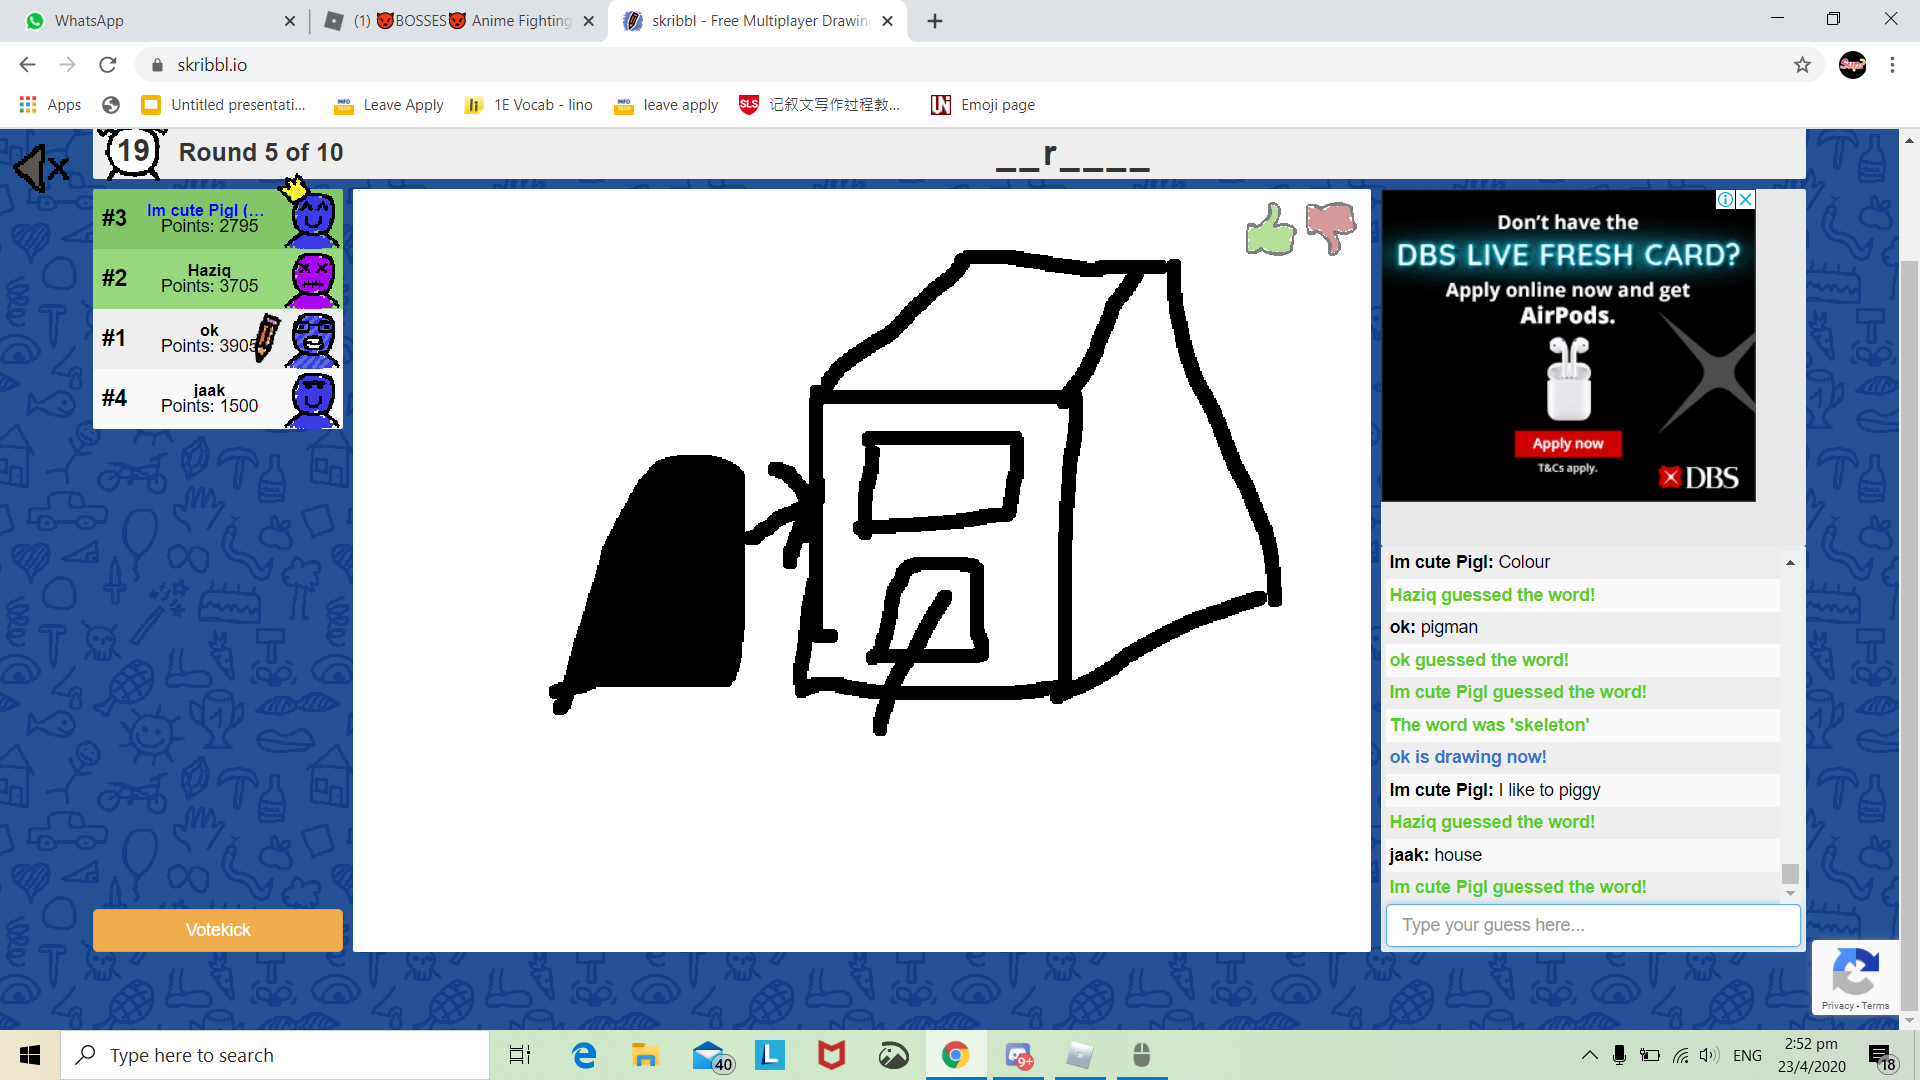 WhatsApp
(1) 👿BOSSES👿 Anime Fighting
skribbl - Free Multiplayer Drawin
skribbl.io
Sup?
Apps
Untitled presentati...
Leave Apply
1E Vocab - lino
leave apply
SLS
记叙文写作过程教...
Emoji page
19
Round 5 of 10
__r____
#3
Im cute Pigl (...
Points: 2795
#2
Haziq
Points: 3705
#1
ok
Points: 3905
#4
jaak
Points: 1500
Votekick
Don't have the
DBS LIVE FRESH CARD?
Apply online now and get
AirPods.
Apply now
T&Cs apply.
DBS
Im cute Pigl: Colour
Haziq guessed the word!
ok: pigman
ok guessed the word!
Im cute Pigl guessed the word!
The word was 'skeleton'
ok is drawing now!
Im cute Pigl: I like to piggy
Haziq guessed the word!
jaak: house
Im cute Pigl guessed the word!
Type your guess here...
Privacy - Terms
Type here to search
40
L
9+
ENG
2:52 pm
23/4/2020
18